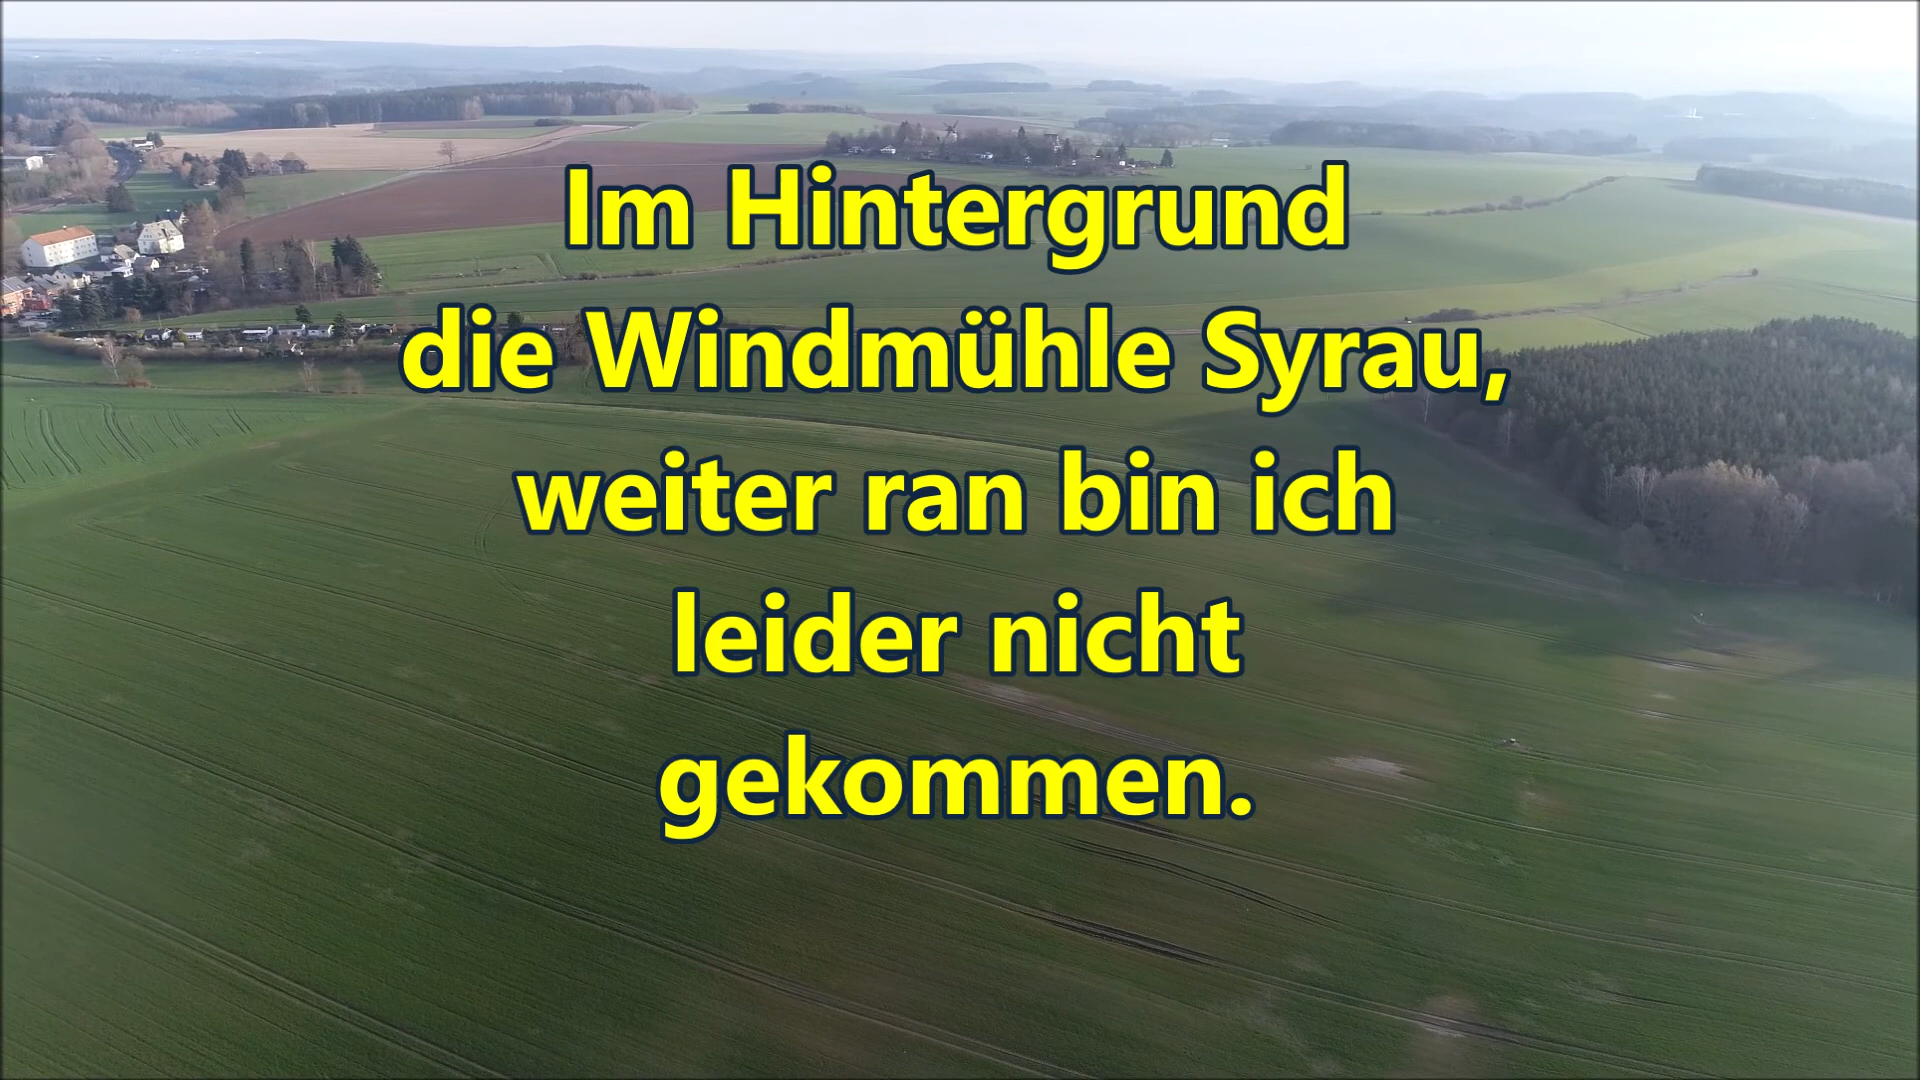 Im Hintergrund
die Windmühle Syrau,
weiter ran bin ich
leider nicht
gekommen.